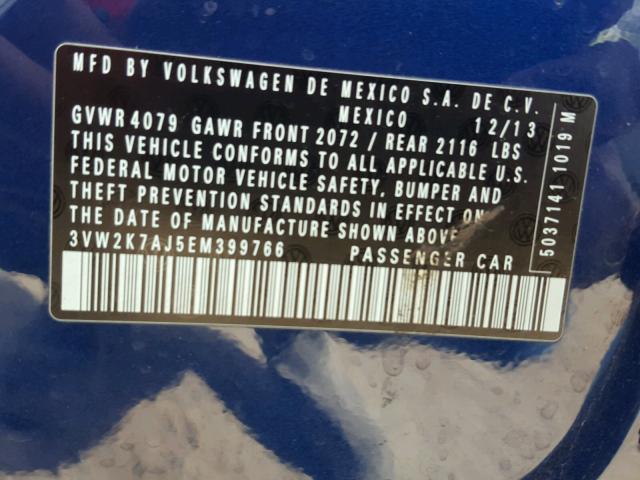 MFD BY VOLKSWAGEN DE MEXICO S.A. DE C.V.
MEXICO 12/13
GVWR 4079 GAWR FRONT 2072 / REAR 2116 LBS
THIS VEHICLE CONFORMS TO ALL APPLICABLE U.S.
FEDERAL MOTOR VEHICLE SAFETY, BUMPER AND
THEFT PREVENTION STANDARDS IN EFFECT ON
THE DATE OF MANUFACTURE SHOWN ABOVE
3VW2K7AJ5EM399766 PASSENGER CAR
5037141 1019 M